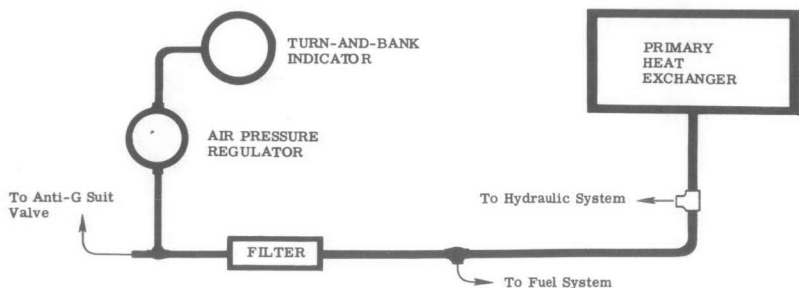 TURN-AND-BANK
INDICATOR
PRIMARY
HEAT
EXCHANGER
AIR PRESSURE
REGULATOR
To Anti-G Suit
Valve
To Hydraulic System
FILTER
To Fuel System